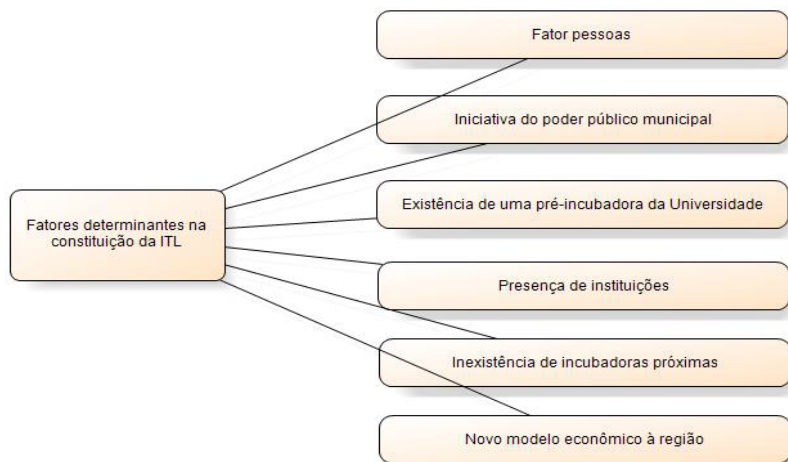 Fator pessoas
Iniciativa do poder público municipal
Existência de uma pré-incubadora da Universidade
Fatores determinantes na
constituição da ITL
Presença de instituições
Inexistência de incubadoras próximas
Novo modelo econômico à região